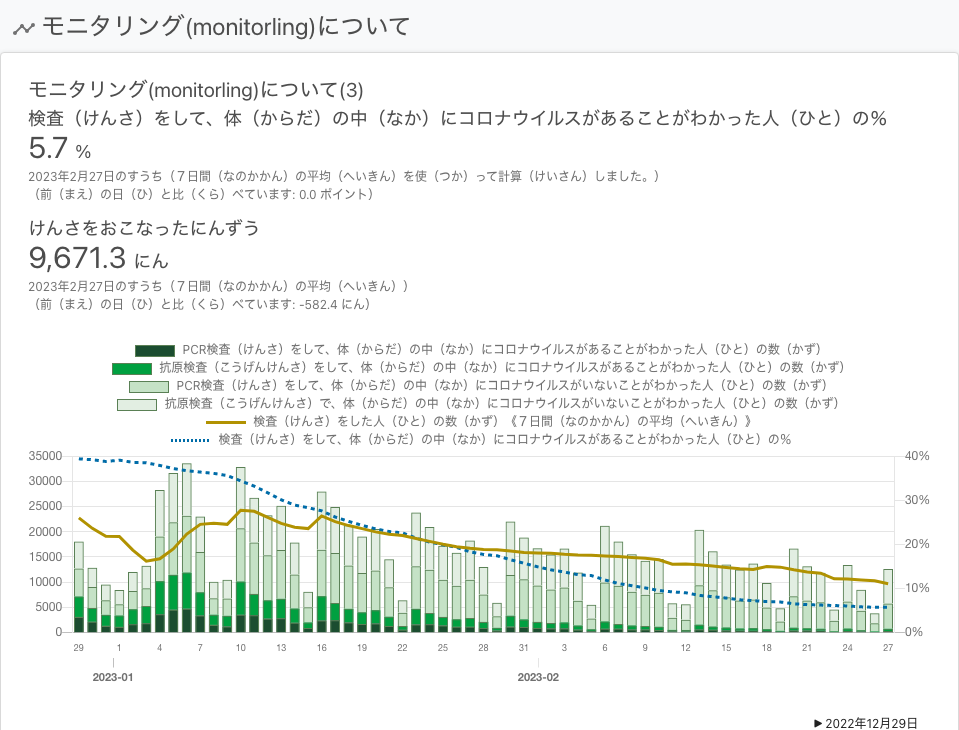 モニタリング(monitorling)について
モニタリング(monitorling)について(3)
検査（けんさ）をして、体（からだ）の中（なか）にコロナウイルスがあることがわかった人（ひと）の%
5.7 %
2023年2月27日のすうち（７日間（なのかかん）の平均（へいきん）を使（つか）って計算（けいさん）しました。）
（前（まえ）の日（ひ）と比（くら）べています: 0.0 ポイント）
けんさをおこなったにんずう
9,671.3 にん
2023年2月27日のすうち（７日間（なのかかん）の平均（へいきん））
（前（まえ）の日（ひ）と比（くら）べています: -582.4 にん）
PCR検査（けんさ）をして、体（からだ）の中（なか）にコロナウイルスがあることがわかった人（ひと）の数（かず）
抗原検査（こうげんけんさ）をして、体（からだ）の中（なか）にコロナウイルスがあることがわかった人（ひと）の数（かず）
PCR検査（けんさ）をして、体（からだ）の中（なか）にコロナウイルスがいないことがわかった人（ひと）の数（かず）
抗原検査（こうげんけんさ）で、体（からだ）の中（なか）にコロナウイルスがいないことがわかった人（ひと）の数（かず）
検査（けんさ）をした人（ひと）の数（かず）《７日間（なのかかん）の平均（へいきん）》
検査（けんさ）をして、体（からだ）の中（なか）にコロナウイルスがあることがわかった人（ひと）の%
35000 40%
30000
25000 30%
20000
15000 20%
10000 10%
5000
0 0%
29 1 4 7 10 13 16 19 22 25 28 31 3 6 9 12 15 18 21 24 27
2023-01 2023-02
▶ 2022年12月29日